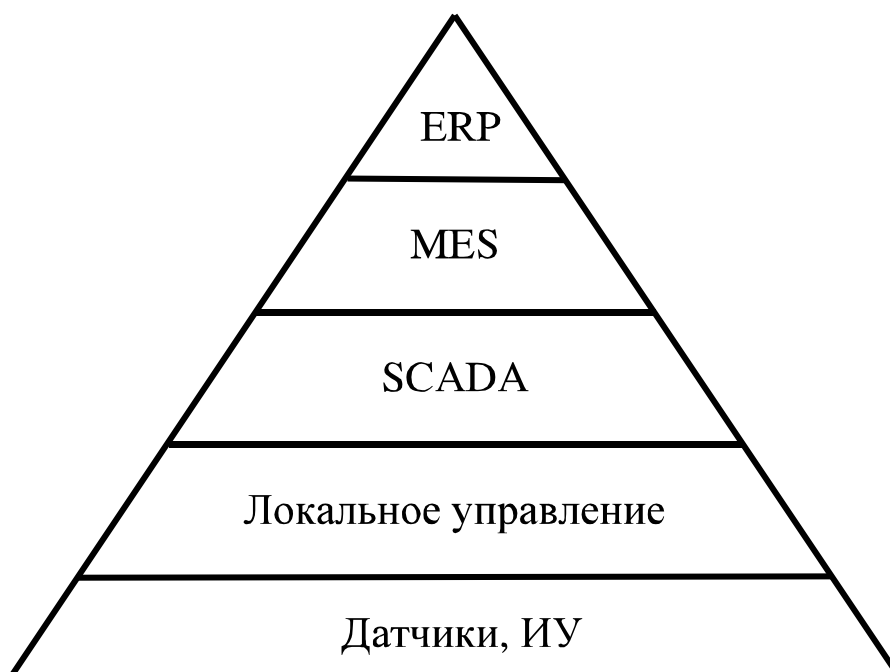 ERP
MES
SCADA
Локальное управление
Датчики, ИУ